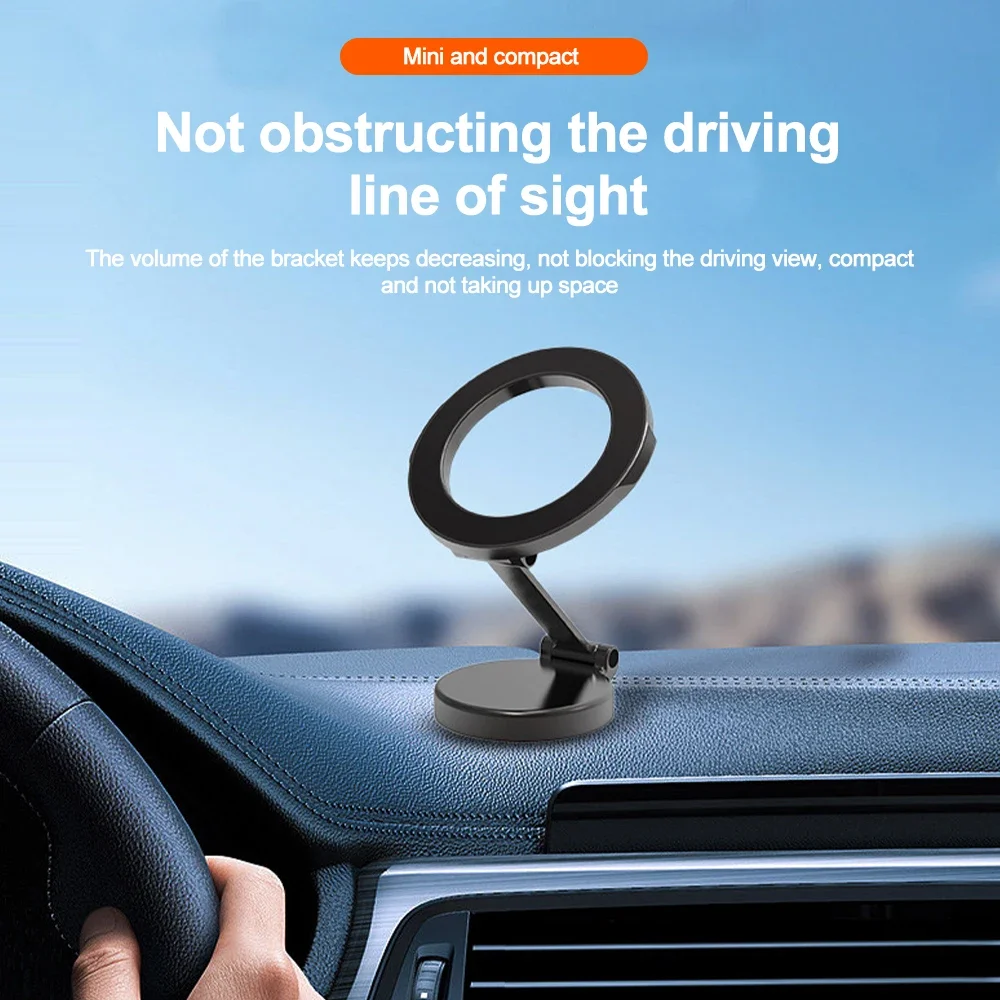 Mini and compact
Not obstructing the driving
line of sight
The volume of the bracket keeps decreasing, not blocking the driving view, compact
and not taking up space